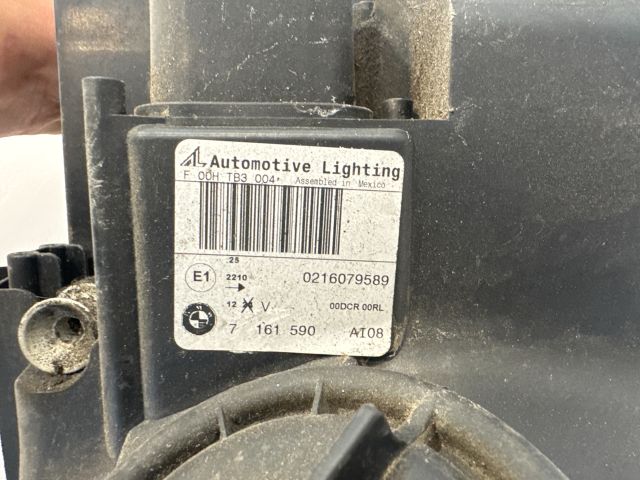 AL Automotive Lighting
F 00H TB3 004 Assembled in Mexico
.25
E1 2210 0216079589
12 V 00DCR 00RL
7 161 590 AI08